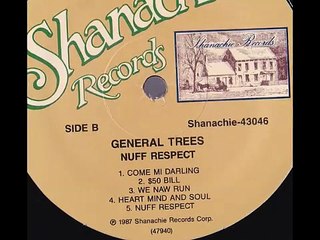 Shanachie
Records
Shanachie Records
SIDE B
Shanachie-43046
GENERAL TREES
NUFF RESPECT
1. COME MI DARLING
2. $50 BILL
3. WE NAW RUN
4. HEART MIND AND SOUL
5. NUFF RESPECT
℗ 1987 Shanachie Records Corp.
(47940)